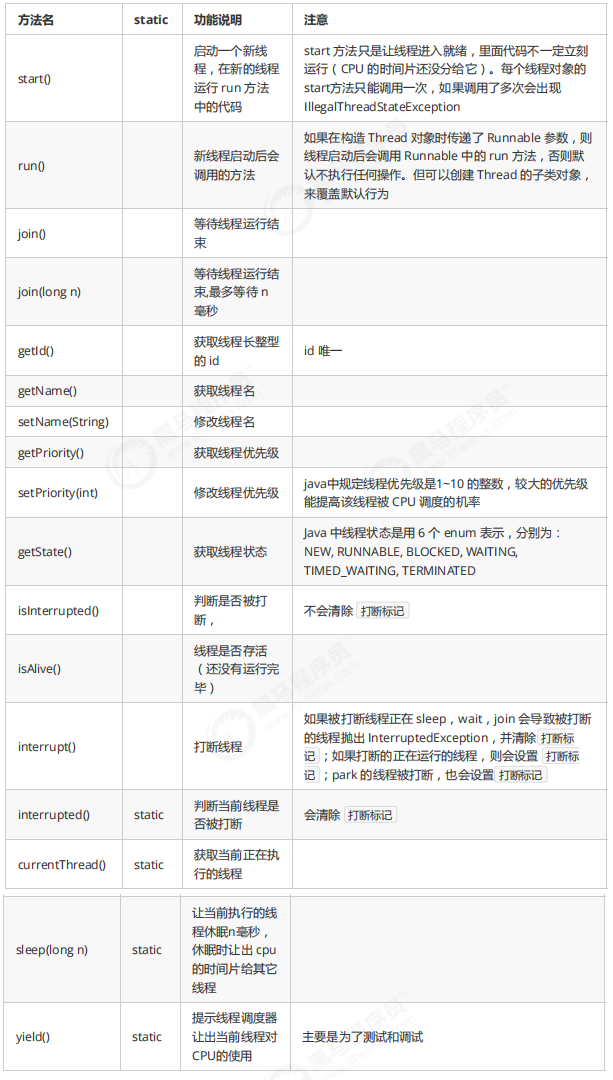 方法名 static 功能说明 注意
start() 启动一个新线程，在新的线程运行 run 方法中的代码 start 方法只是让线程进入就绪，里面代码不一定立刻运行（CPU 的时间片还没分给它）。每个线程对象的start方法只能调用一次，如果调用了多次会出现 IllegalThreadStateException
run() 新线程启动后会调用的方法 如果在构造 Thread 对象时传递了 Runnable 参数，则线程启动后会调用 Runnable 中的 run 方法，否则默认不执行任何操作。但可以创建 Thread 的子类对象，来覆盖默认行为
join() 等待线程运行结束
join(long n) 等待线程运行结束,最多等待 n 毫秒
getId() 获取线程长整型的 id id 唯一
getName() 获取线程名
setName(String) 修改线程名
getPriority() 获取线程优先级
setPriority(int) 修改线程优先级 java中规定线程优先级是1~10 的整数，较大的优先级能提高该线程被 CPU 调度的机率
getState() 获取线程状态 Java 中线程状态是用 6 个 enum 表示，分别为：NEW, RUNNABLE, BLOCKED, WAITING, TIMED_WAITING, TERMINATED
isInterrupted() 判断是否被打断， 不会清除 打断标记
isAlive() 线程是否存活（还没有运行完毕）
interrupt() 打断线程 如果被打断线程正在 sleep，wait，join 会导致被打断的线程抛出 InterruptedException，并清除 打断标记 ；如果打断的正在运行的线程，则会设置 打断标记 ；park 的线程被打断，也会设置 打断标记
interrupted() static 判断当前线程是否被打断 会清除 打断标记
currentThread() static 获取当前正在执行的线程
sleep(long n) static 让当前执行的线程休眠n毫秒，休眠时让出 cpu 的时间片给其它线程
yield() static 提示线程调度器让出当前线程对CPU的使用 主要是为了测试和调试